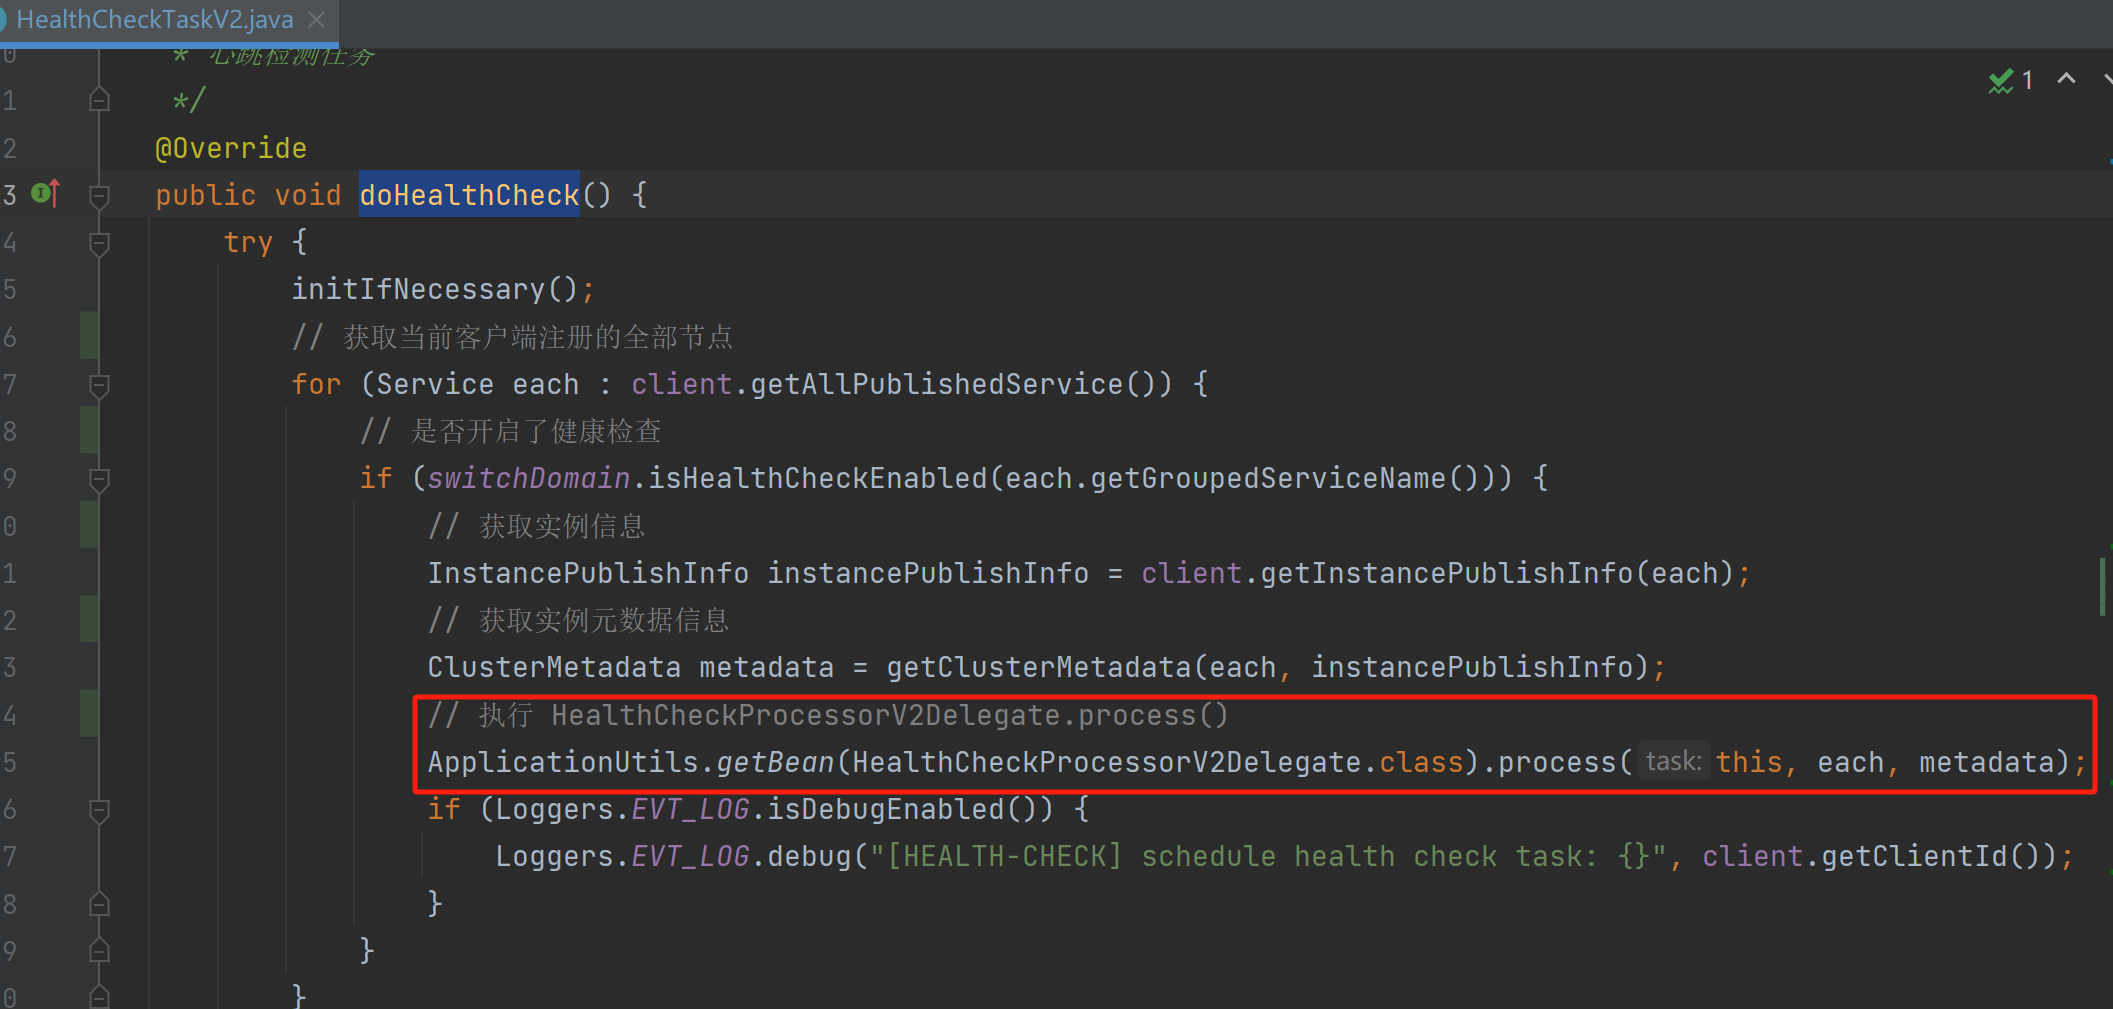 HealthCheckTaskV2.java
0 * 心跳检测任务
1 */
1
2 @Override
3 public void doHealthCheck() {
4 try {
5 initIfNecessary();
6 // 获取当前客户端注册的全部节点
7 for (Service each : client.getAllPublishedService()) {
8 // 是否开启了健康检查
9 if (switchDomain.isHealthCheckEnabled(each.getGroupedServiceName())) {
0 // 获取实例信息
1 InstancePublishInfo instancePublishInfo = client.getInstancePublishInfo(each);
2 // 获取实例元数据信息
3 ClusterMetadata metadata = getClusterMetadata(each, instancePublishInfo);
4 // 执行 HealthCheckProcessorV2Delegate.process()
5 ApplicationUtils.getBean(HealthCheckProcessorV2Delegate.class).process( task: this, each, metadata);
6 if (Loggers.EVT_LOG.isDebugEnabled()) {
7 Loggers.EVT_LOG.debug("[HEALTH-CHECK] schedule health check task: {}", client.getClientId());
8 }
9 }
0 }